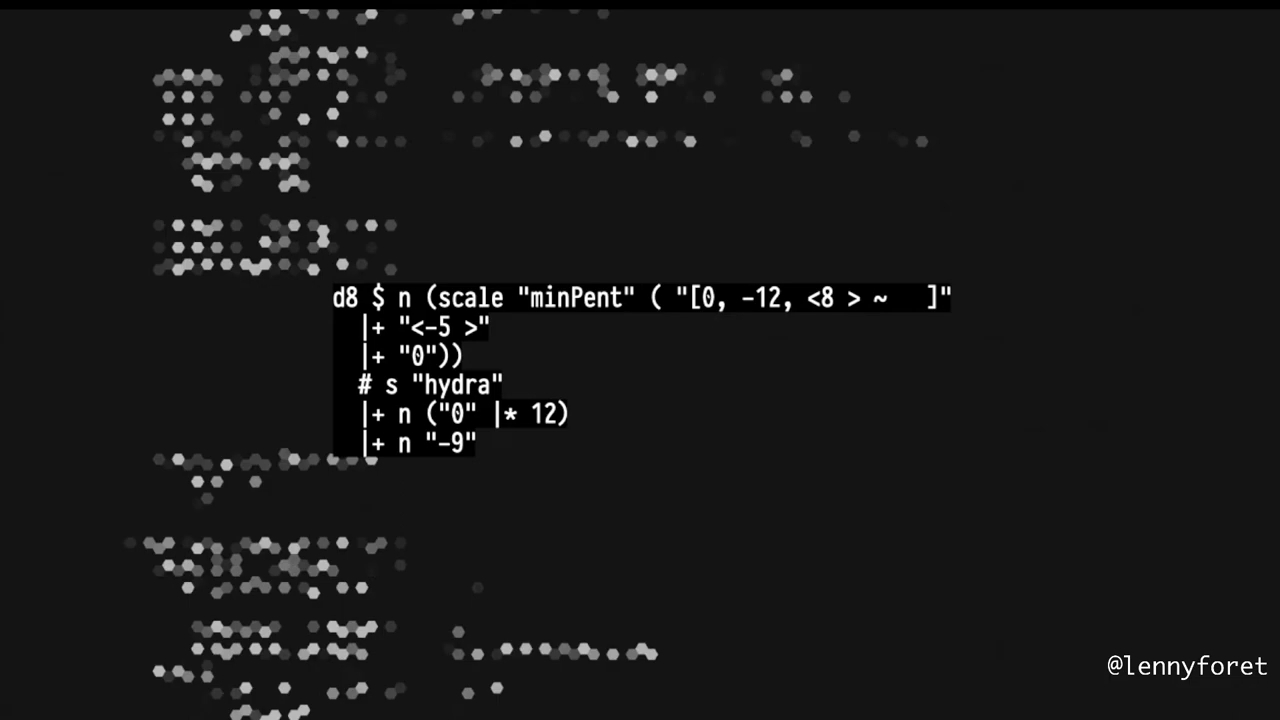 d8 $ n (scale "minPent" ( "[0, -12, <8 > ~   ]"
  |+ "<-5 >"
  |+ "0"))
  # s "hydra"
  |+ n ("0" |* 12)
  |+ n "-9"
@lennyforet